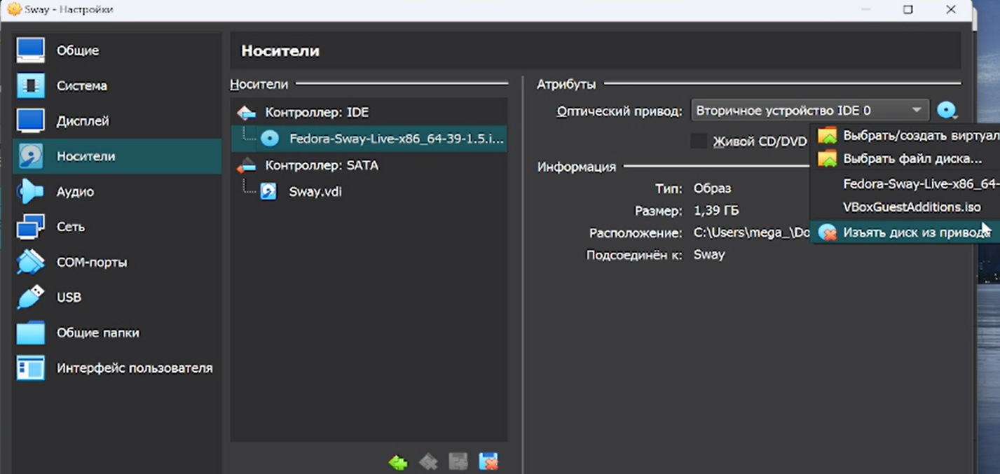 Sway - Настройки
Общие
Система
Дисплей
Носители
Аудио
Сеть
COM-порты
USB
Общие папки
Интерфейс пользователя
Носители
Носители
Контроллер: IDE
Fedora-Sway-Live-x86_64-39-1.5.i...
Контроллер: SATA
Sway.vdi
Атрибуты
Оптический привод: Вторичное устройство IDE 0
Живой CD/DVD
Информация
Тип: Образ
Размер: 1,39 ГБ
Расположение: C:\Users\mega_\Do
Подсоединён к: Sway
Выбрать/создать виртуал
Выбрать файл диска...
Fedora-Sway-Live-x86_64-
VBoxGuestAdditions.iso
Изъять диск из привода